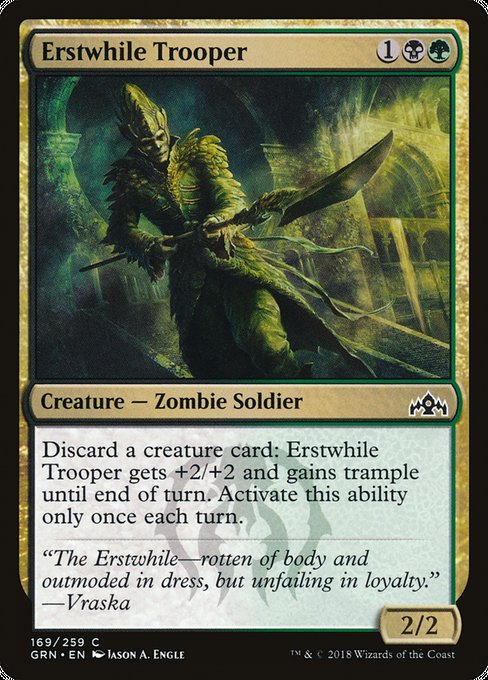 Erstwhile Trooper 1
Creature — Zombie Soldier
Discard a creature card: Erstwhile
Trooper gets +2/+2 and gains trample
until end of turn. Activate this ability
only once each turn.
“The Erstwhile—rotten of body and
outmoded in dress, but unfailing in loyalty.”
—Vraska
2/2
169/259 C
GRN • EN Jason A. Engle
™ & © 2018 Wizards of the Coast